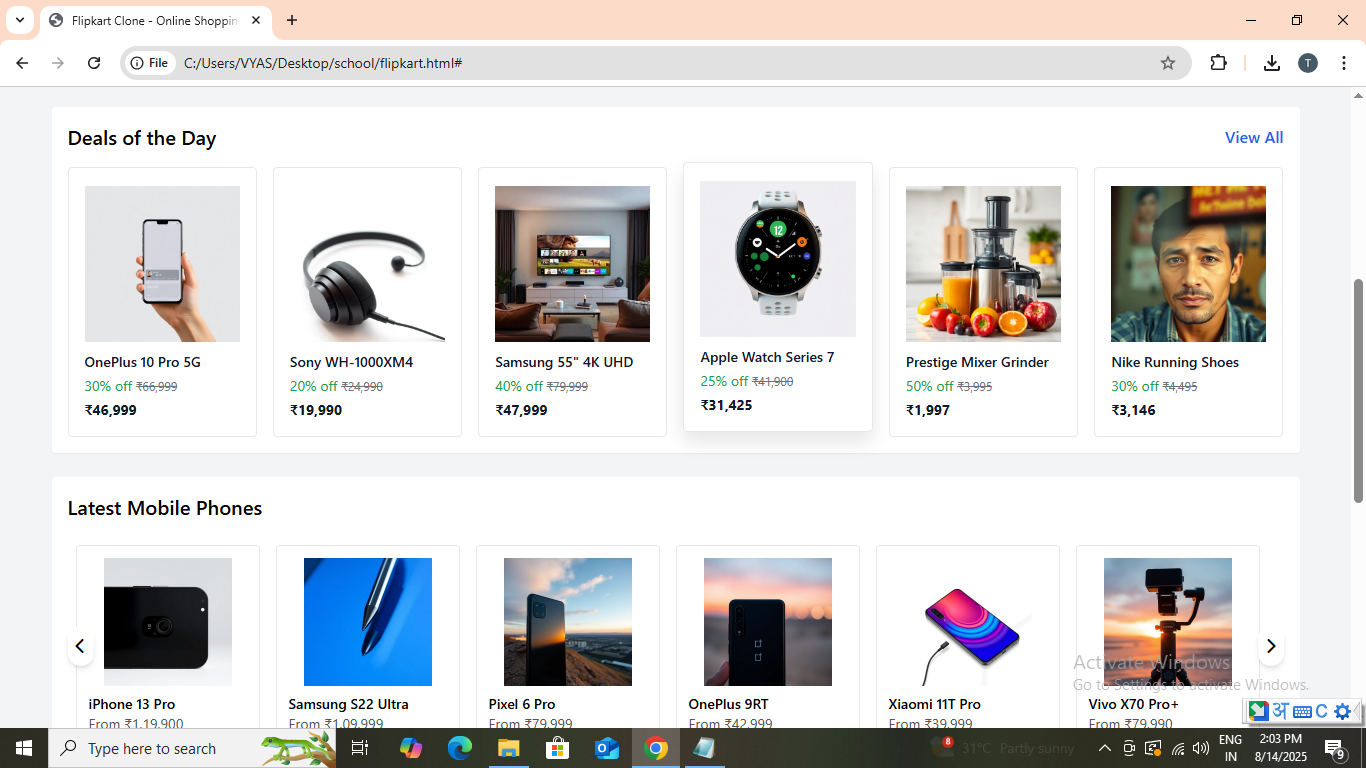 Flipkart Clone - Online Shoppin
File
C:/Users/VYAS/Desktop/school/flipkart.html#
T
Deals of the Day
View All
12
OnePlus 10 Pro 5G
30% off ₹66,999
₹46,999
Sony WH-1000XM4
20% off ₹24,990
₹19,990
Samsung 55" 4K UHD
40% off ₹79,999
₹47,999
Apple Watch Series 7
25% off ₹41,900
₹31,425
Prestige Mixer Grinder
50% off ₹3,995
₹1,997
Nike Running Shoes
30% off ₹4,495
₹3,146
Latest Mobile Phones
iPhone 13 Pro
From ₹1,19,900
Samsung S22 Ultra
From ₹1,09,999
Pixel 6 Pro
From ₹79,999
OnePlus 9RT
From ₹42,999
Xiaomi 11T Pro
From ₹39,999
Vivo X70 Pro+
From ₹79,990
Activate Windows
Go to Settings to activate Windows.
अ
C
Type here to search
8
31°C Partly sunny
ENG
IN
2:03 PM
8/14/2025
9